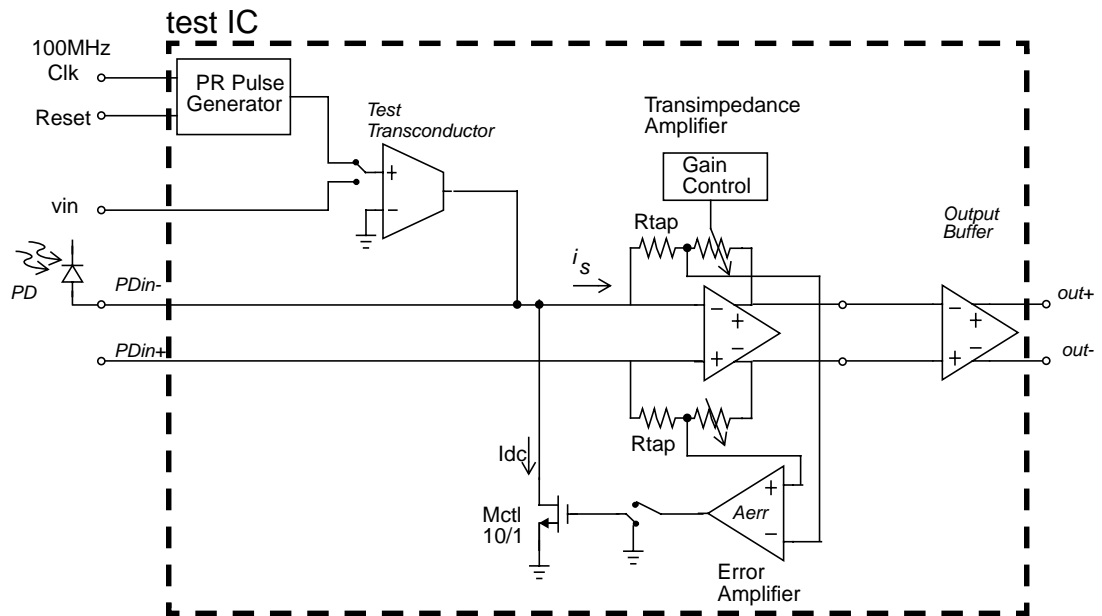 test IC
100MHz
Clk
Reset
PR Pulse
Generator
Test
Transconductor
+
−
vin
Transimpedance
Amplifier
Gain
Control
Rtap
Output
Buffer
PD
PDin-
i_s
− +
+ −
− +
+ −
out+
PDin+
out-
Rtap
Idc
Mctl
10/1
+
Aerr
−
Error
Amplifier